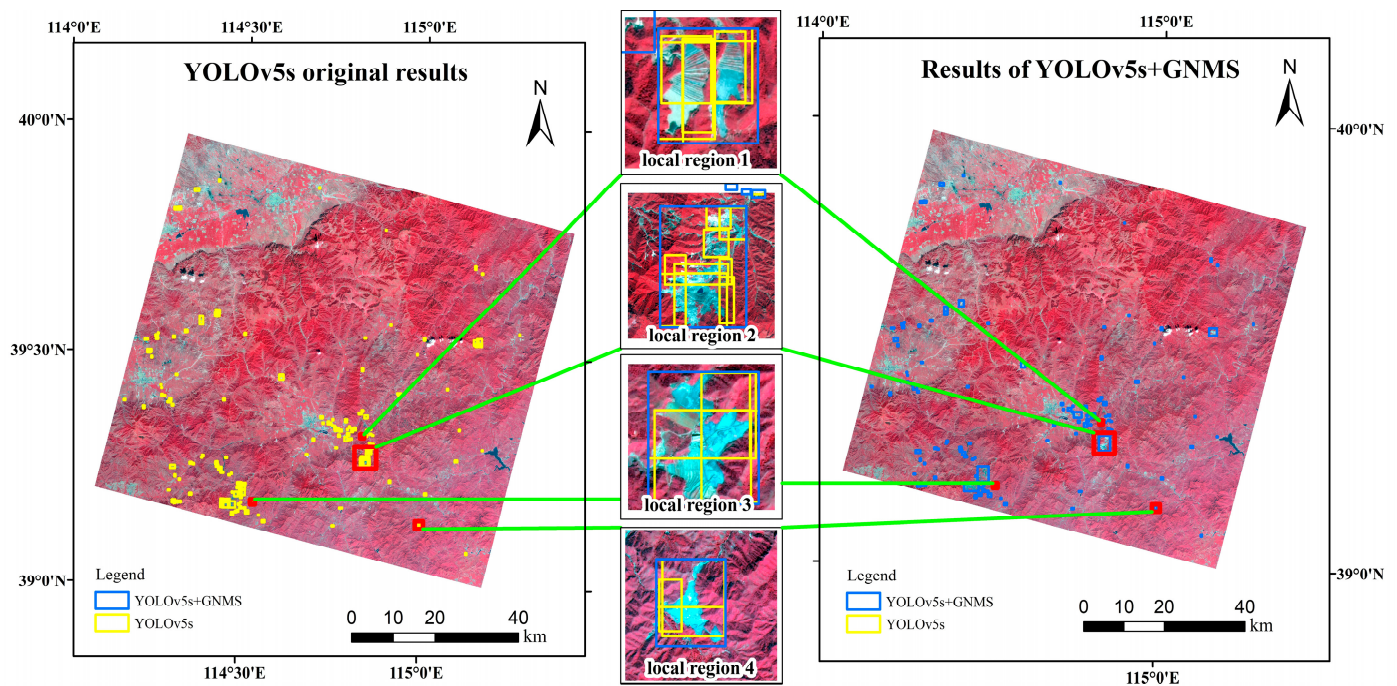 114°0'E
114°30'E
115°0'E
YOLOv5s original results
N
40°0'N
39°30'N
39°0'N
Legend
YOLOv5s+GNMS
YOLOv5s
0 10 20 40
km
114°30'E
115°0'E
local region 1
local region 2
local region 3
local region 4
114°0'E
115°0'E
Results of YOLOv5s+GNMS
N
40°0'N
39°0'N
Legend
YOLOv5s+GNMS
YOLOv5s
0 10 20 40
km
115°0'E